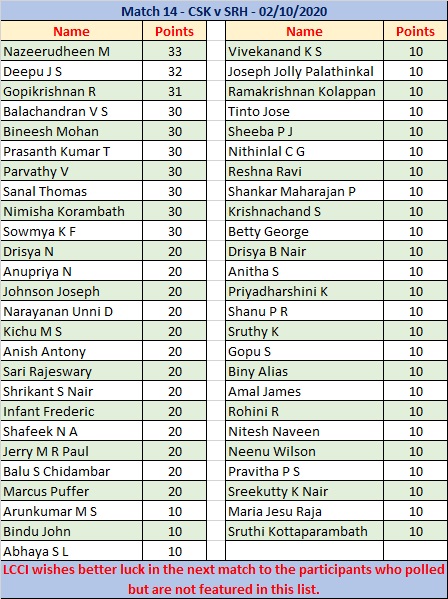 Match 14 - CSK v SRH - 02/10/2020
Name Points Name Points
Nazeerudheen M 33 Vivekanand K S 10
Deepu J S 32 Joseph Jolly Palathinkal 10
Gopikrishnan R 31 Ramakrishnan Kolappan 10
Balachandran V S 30 Tinto Jose 10
Bineesh Mohan 30 Sheeba P J 10
Prasanth Kumar T 30 Nithinlal C G 10
Parvathy V 30 Reshna Ravi 10
Sanal Thomas 30 Shankar Maharajan P 10
Nimisha Korambath 30 Krishnachand S 10
Sowmya K F 30 Betty George 10
Drisya N 20 Drisya B Nair 10
Anupriya N 20 Anitha S 10
Johnson Joseph 20 Priyadharshini K 10
Narayanan Unni D 20 Shanu P R 10
Kichu M S 20 Sruthy K 10
Anish Antony 20 Gopu S 10
Sari Rajeswary 20 Biny Alias 10
Shrikant S Nair 20 Amal James 10
Infant Frederic 20 Rohini R 10
Shafeek N A 20 Nitesh Naveen 10
Jerry M R Paul 20 Neenu Wilson 10
Balu S Chidambar 20 Pravitha P S 10
Marcus Puffer 20 Sreekutty K Nair 10
Arunkumar M S 10 Maria Jesu Raja 10
Bindu John 10 Sruthi Kottaparambath 10
Abhaya S L 10
LCCI wishes better luck in the next match to the participants who polled
but are not featured in this list.